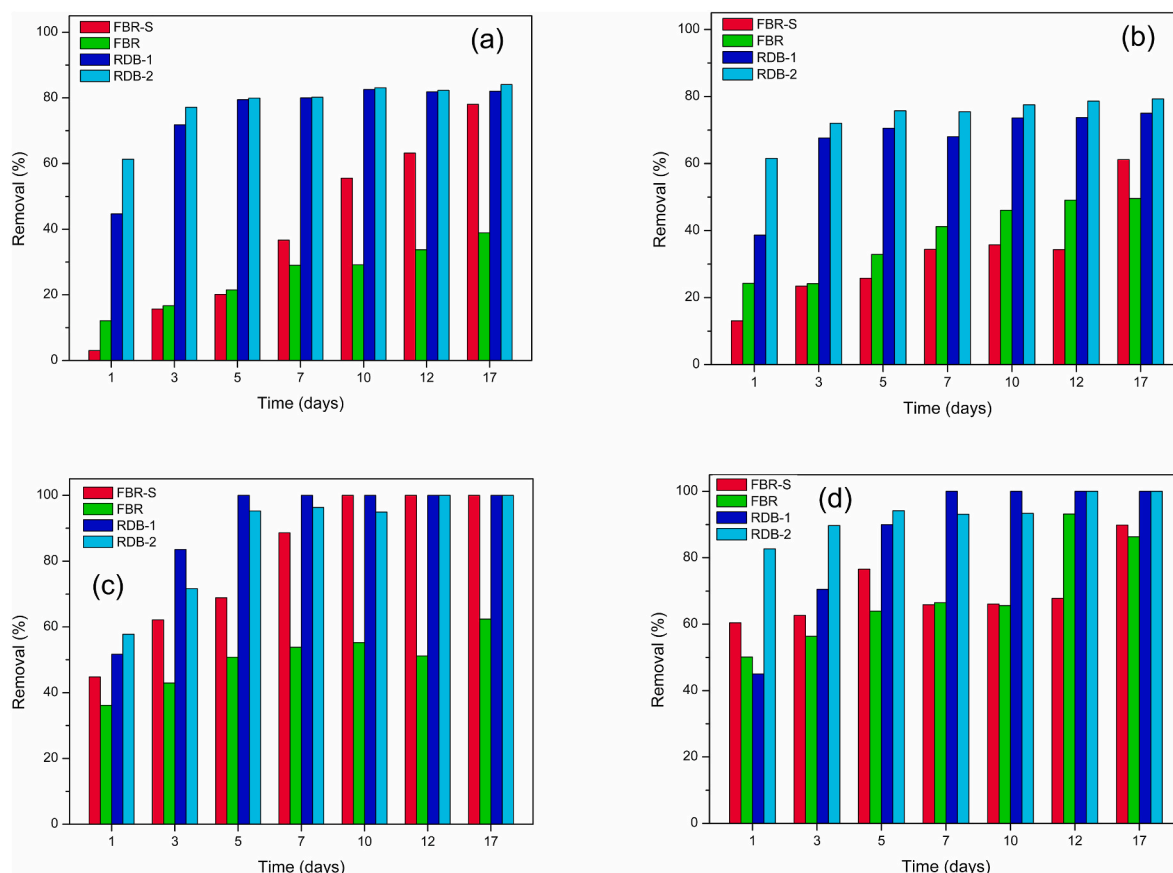 FBR-S
FBR
RDB-1
RDB-2
(a)
100
80
60
40
20
0
Removal (%)
1 3 5 7 10 12 17
Time (days)
FBR-S
FBR
RDB-1
RDB-2
(b)
100
80
60
40
20
0
Removal (%)
1 3 5 7 10 12 17
Time (days)
FBR-S
FBR
RDB-1
RDB-2
(c)
100
80
60
40
20
0
Removal (%)
1 3 5 7 10 12 17
Time (days)
FBR-S
FBR
RDB-1
RDB-2
(d)
100
80
60
40
20
0
Removal (%)
1 3 5 7 10 12 17
Time (days)